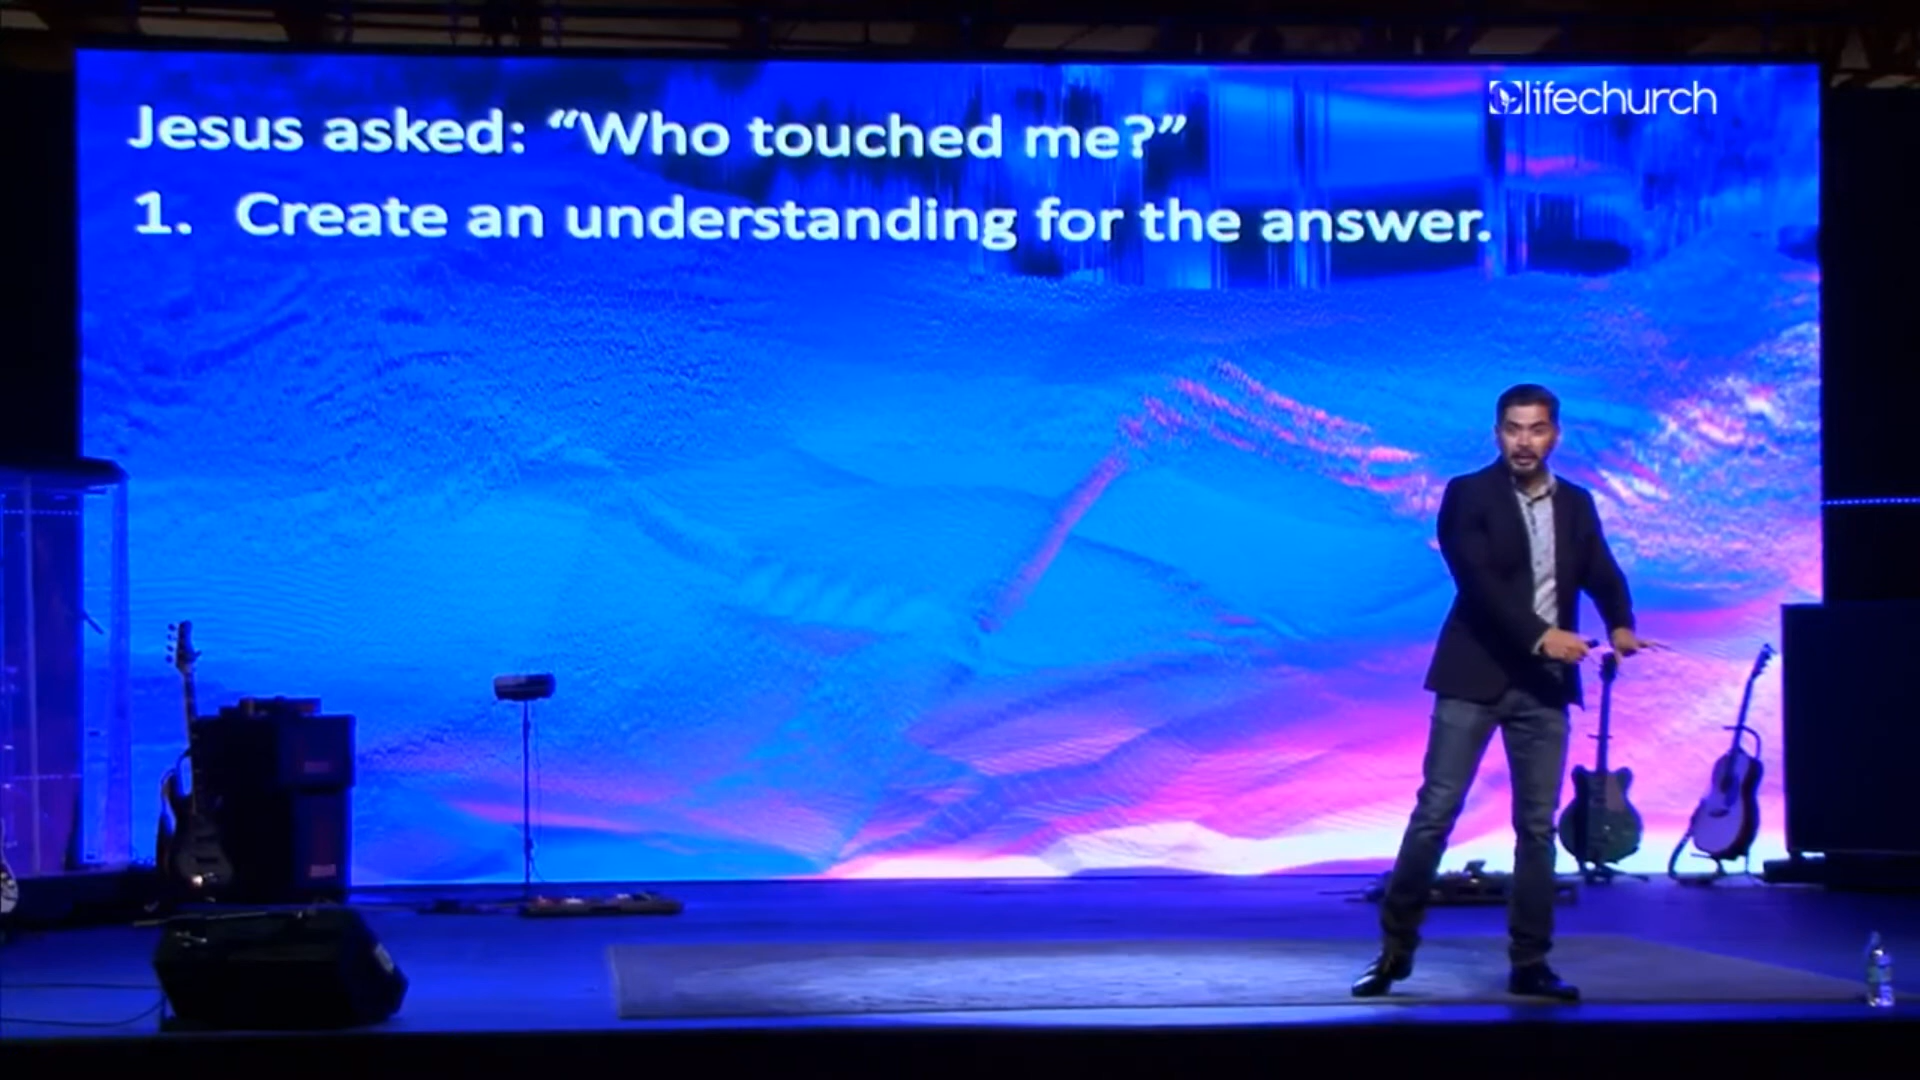 lifechurch
Jesus asked: “Who touched me?”
1. Create an understanding for the answer.